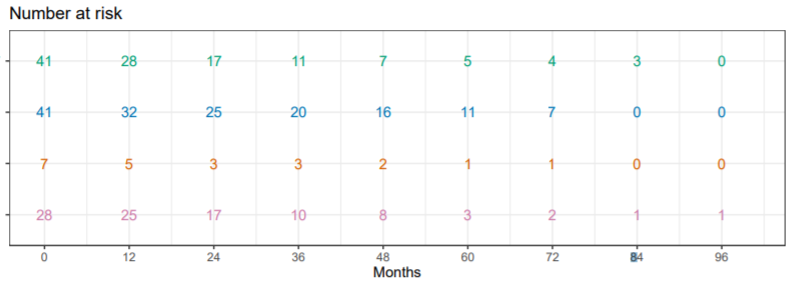 Number at risk
41 28 17 11 7 5 4 3 0
41 32 25 20 16 11 7 0 0
7 5 3 3 2 1 1 0 0
28 25 17 10 8 3 2 1 1
0 12 24 36 48 60 72 84 96
Months